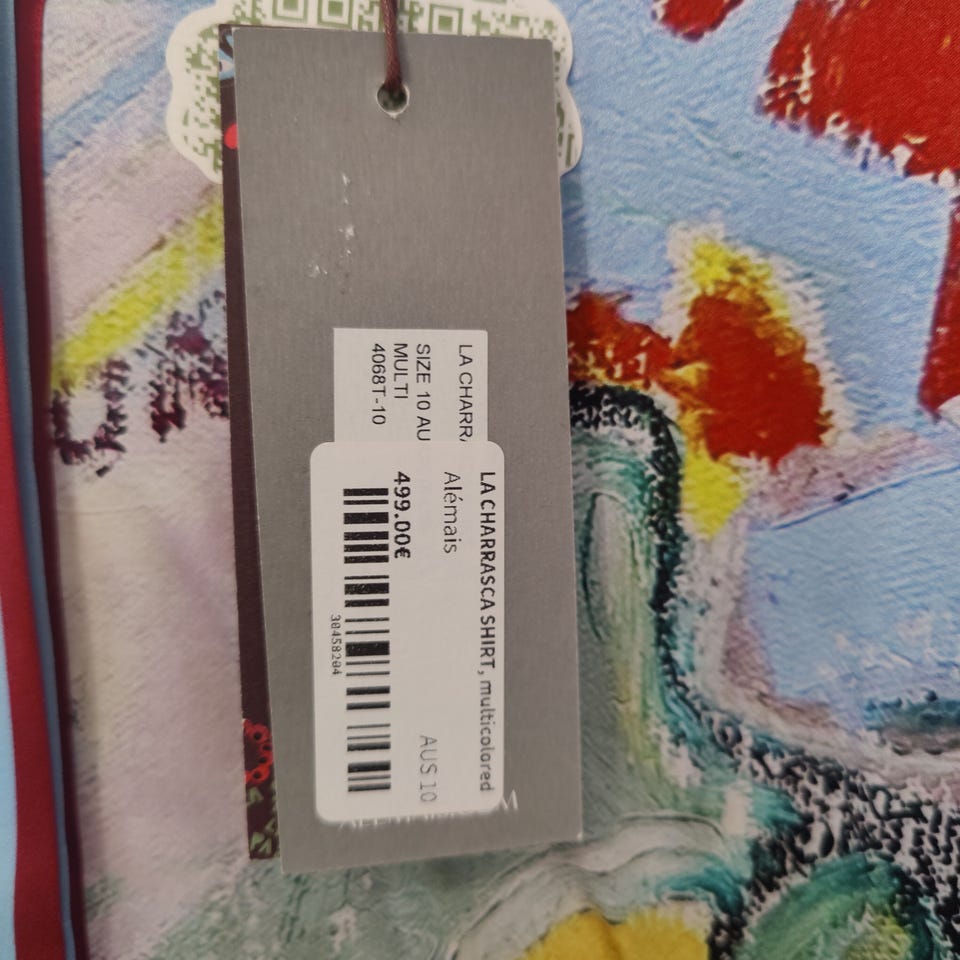 LA CHARRA
SIZE 10 AU
MULTI
4068T-10
LA CHARRASCA SHIRT, multicolored
Alémais
AUS 10
499.00€
30458204